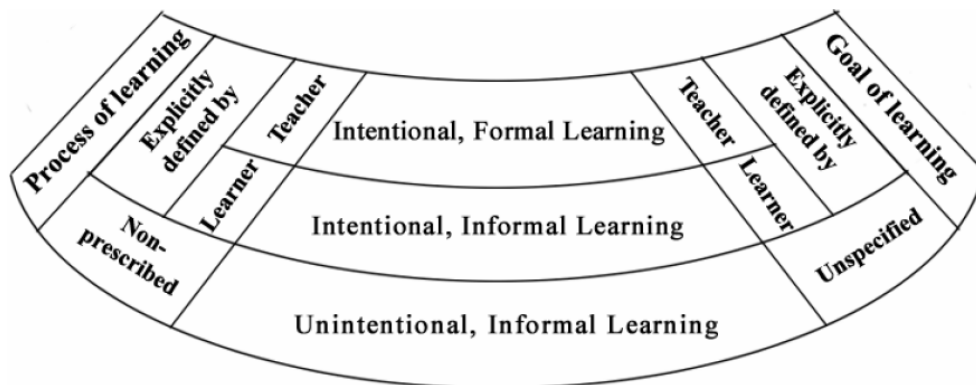 Process of learning
Explicitly
defined by
Teacher
Learner
Non-
prescribed
Intentional, Formal Learning
Intentional, Informal Learning
Unintentional, Informal Learning
Teacher
Learner
Explicitly
defined by
Unspecified
Goal of learning